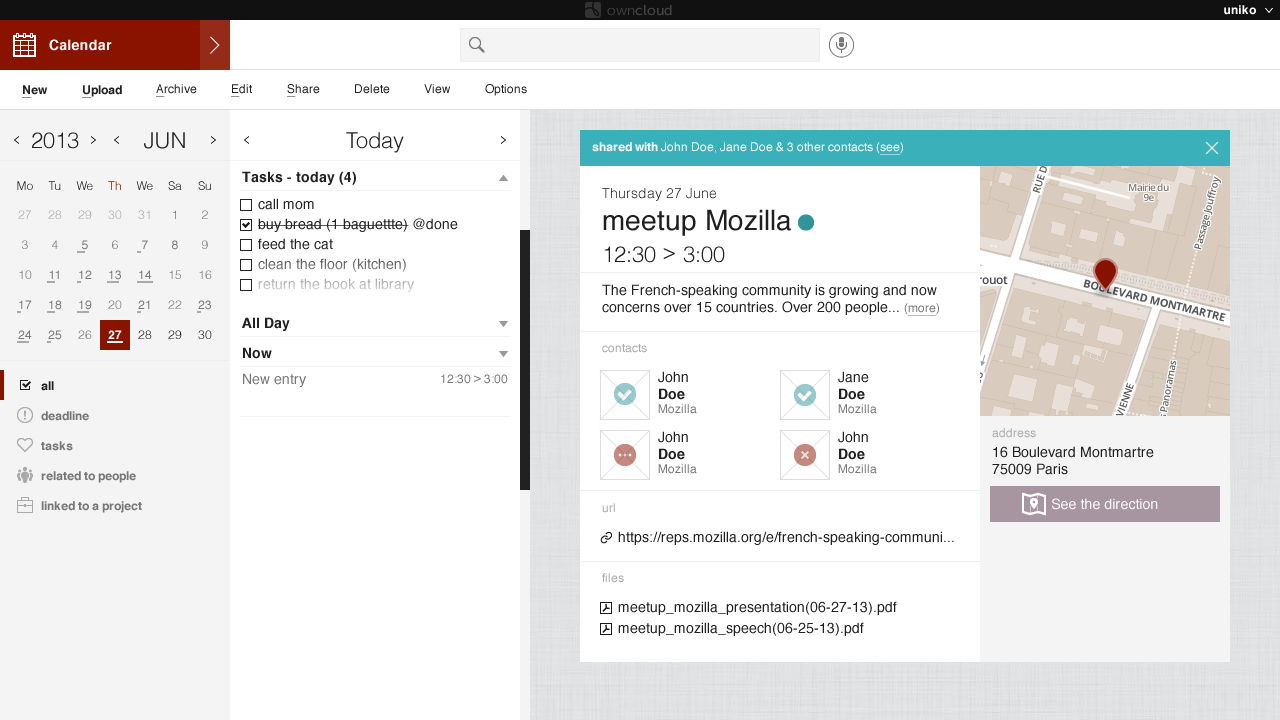 owncloud
uniko
Calendar
New Upload Archive Edit Share Delete View Options
2013 JUN
Mo Tu We Th We Sa Su
27 28 29 30 31 1 2
3 4 5 6 7 8 9
10 11 12 13 14 15 16
17 18 19 20 21 22 23
24 25 26 27 28 29 30
all
deadline
tasks
related to people
linked to a project
Today
Tasks - today (4)
call mom
buy bread (1 baguettte) @done
feed the cat
clean the floor (kitchen)
return the book at library
All Day
Now
New entry 12:30 > 3:00
shared with John Doe, Jane Doe & 3 other contacts (see)
Thursday 27 June
meetup Mozilla
12:30 > 3:00
The French-speaking community is growing and now
concerns over 15 countries. Over 200 people... (more)
contacts
John
Doe
Mozilla
Jane
Doe
Mozilla
John
Doe
Mozilla
John
Doe
Mozilla
url
https://reps.mozilla.org/e/french-speaking-communi...
files
meetup_mozilla_presentation(06-27-13).pdf
meetup_mozilla_speech(06-25-13).pdf
RUE D
Mairie du
9e
Passage Jouffroy
rouot
BOULEVARD MONTMARTRE
VIENNE
s Panoramas
address
16 Boulevard Montmartre
75009 Paris
See the direction